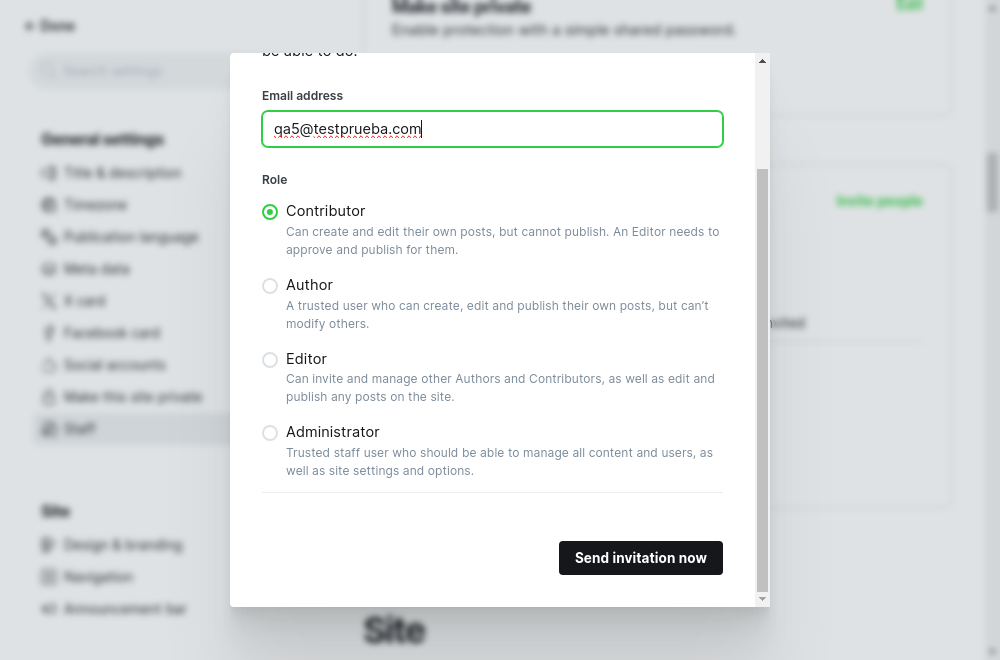 Make site private
Edit
Done
Enable protection with a simple shared password.
be able to do.
Search settings
Email address
qa5@testprueba.com
General settings
Title & description
Role
Timezone
Invite people
Contributor
Can create and edit their own posts, but cannot publish. An Editor needs to
approve and publish for them.
Publication language
Meta data
Author
A trusted user who can create, edit and publish their own posts, but can't
modify others.
X card
Facebook card
Editor
Can invite and manage other Authors and Contributors, as well as edit and
publish any posts on the site.
Social accounts
Make this site private
Staff
Administrator
Trusted staff user who should be able to manage all content and users, as
well as site settings and options.
Site
Design & branding
Send invitation now
Navigation
Announcement bar
Site